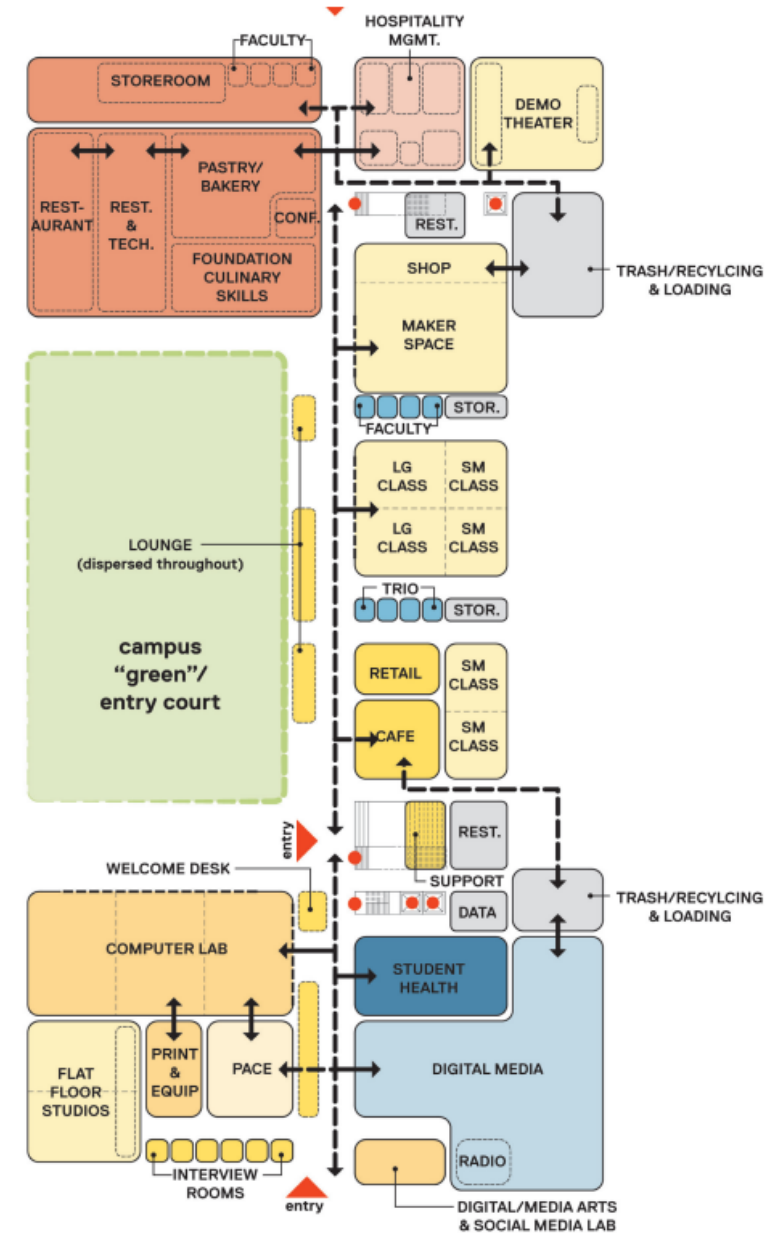 HOSPITALITY
MGMT.
FACULTY
STOREROOM
DEMO
THEATER
PASTRY/
BAKERY
REST-
AURANT
REST.
&
TECH.
CONF.
FOUNDATION
CULINARY
SKILLS
REST.
SHOP
TRASH/RECYLCING
& LOADING
MAKER
SPACE
STOR.
FACULTY
LG
CLASS
SM
CLASS
LG
CLASS
SM
CLASS
LOUNGE
(dispersed throughout)
TRIO
STOR.
campus
"green"/
entry court
RETAIL
SM
CLASS
CAFE
SM
CLASS
entry
REST.
WELCOME DESK
SUPPORT
TRASH/RECYLCING
& LOADING
DATA
COMPUTER LAB
STUDENT
HEALTH
FLAT
FLOOR
STUDIOS
PRINT
&
EQUIP
PACE
DIGITAL MEDIA
RADIO
INTERVIEW
ROOMS
entry
DIGITAL/MEDIA ARTS
& SOCIAL MEDIA LAB